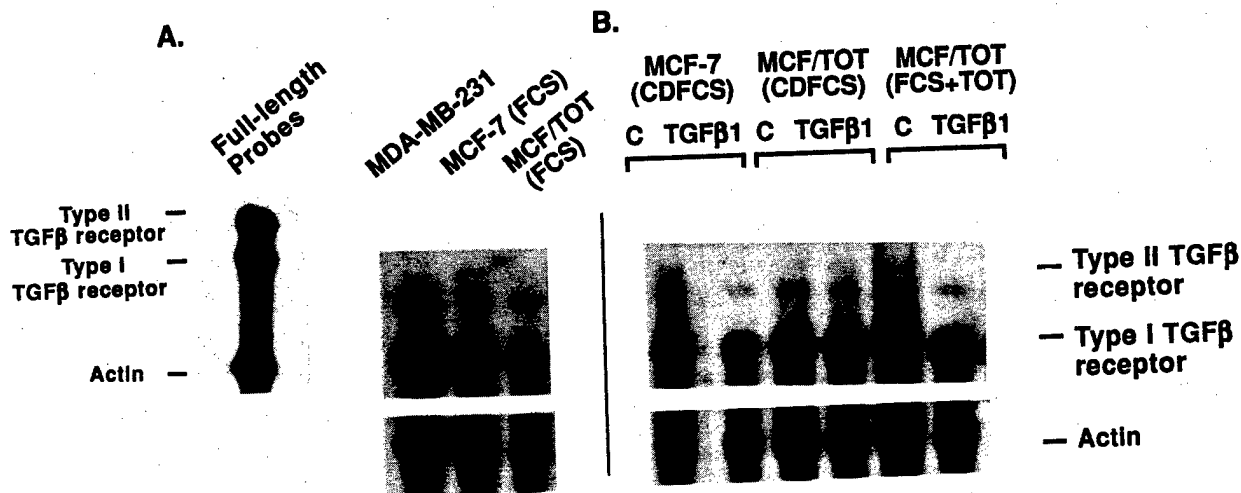 A.
Full-length
Probes
Type II
TGFβ receptor
Type I
TGFβ receptor
Actin
MDA-MB-231
MCF-7 (FCS)
MCF/TOT
(FCS)
B.
MCF-7
(CDFCS)
MCF/TOT
(CDFCS)
MCF/TOT
(FCS+TOT)
C TGFβ1
C TGFβ1
C TGFβ1
Type II TGFβ
receptor
Type I TGFβ
receptor
Actin